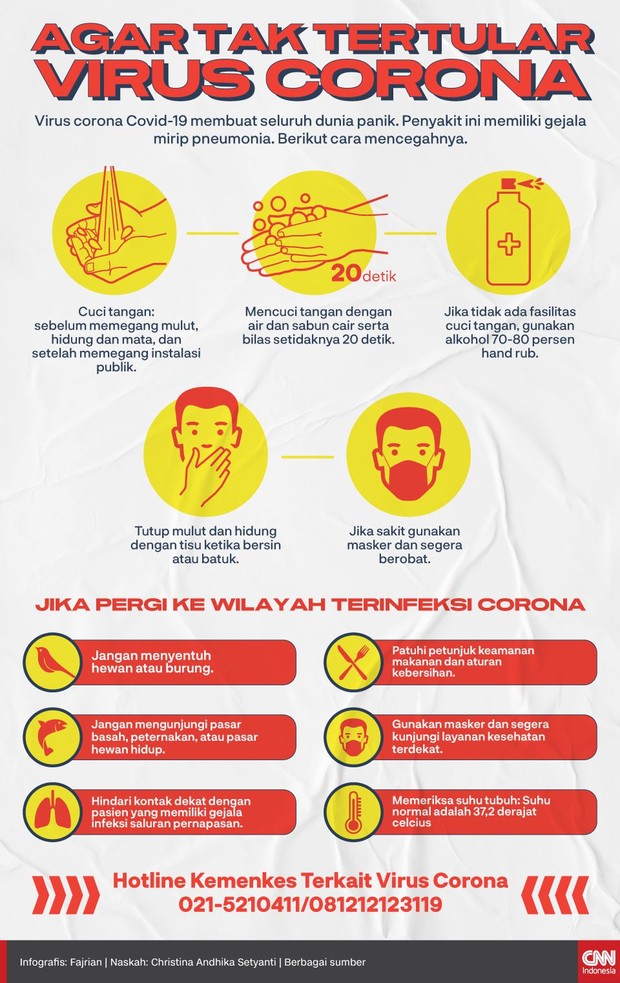 AGAR TAK TERTULAR
VIRUS CORONA
Virus corona Covid-19 membuat seluruh dunia panik. Penyakit ini memiliki gejala
mirip pneumonia. Berikut cara mencegahnya.
20detik
Cuci tangan:
sebelum memegang mulut,
hidung dan mata, dan
setelah memegang instalasi
publik.
Mencuci tangan dengan
air dan sabun cair serta
bilas setidaknya 20 detik.
Jika tidak ada fasilitas
cuci tangan, gunakan
alkohol 70-80 persen
hand rub.
Tutup mulut dan hidung
dengan tisu ketika bersin
atau batuk.
Jika sakit gunakan
masker dan segera
berobat.
JIKA PERGI KE WILAYAH TERINFEKSI CORONA
Jangan menyentuh
hewan atau burung.
Patuhi petunjuk keamanan
makanan dan aturan
kebersihan.
Jangan mengunjungi pasar
basah, peternakan, atau pasar
hewan hidup.
Gunakan masker dan segera
kunjungi layanan kesehatan
terdekat.
Hindari kontak dekat dengan
pasien yang memiliki gejala
infeksi saluran pernapasan.
Memeriksa suhu tubuh: Suhu
normal adalah 37,2 derajat
celcius
Hotline Kemenkes Terkait Virus Corona
021-5210411/081212123119
Infografis: Fajrian | Naskah: Christina Andhika Setyanti | Berbagai sumber
CNN
Indonesia